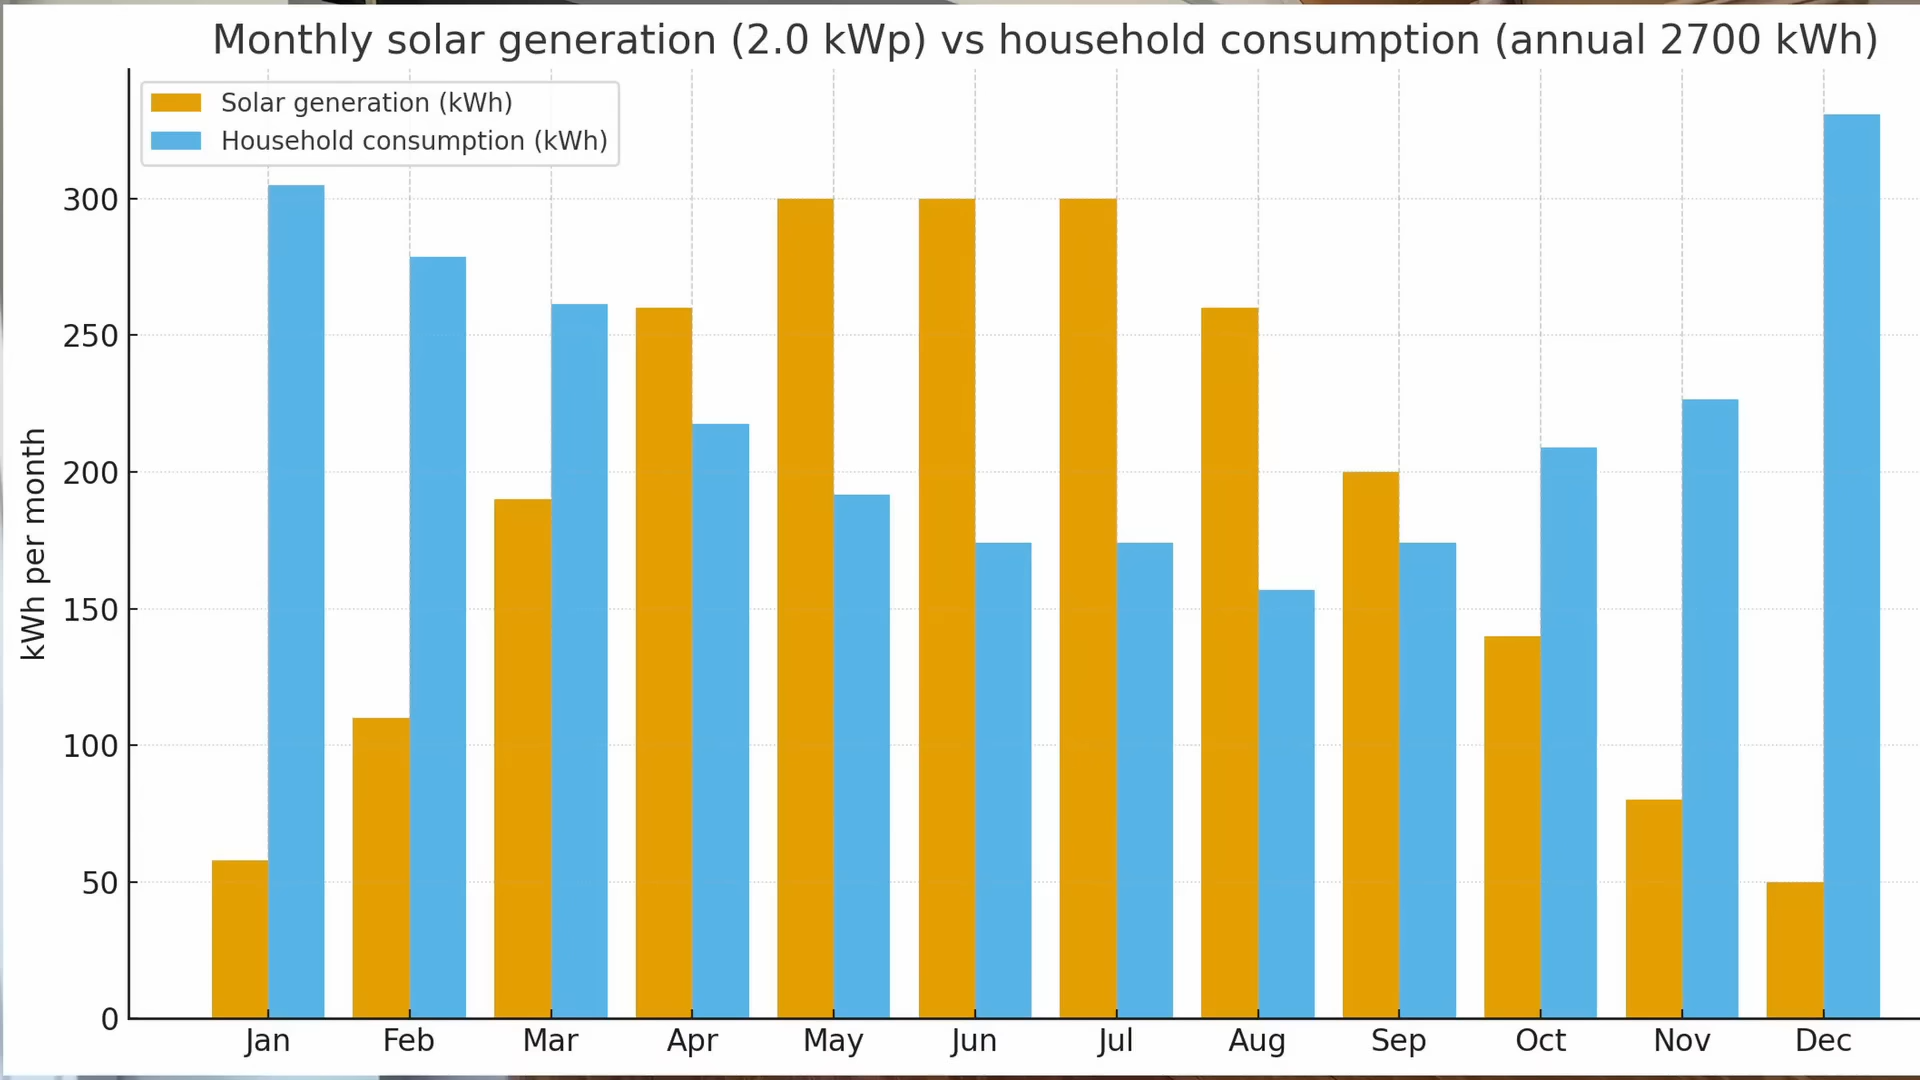 Monthly solar generation (2.0 kWp) vs household consumption (annual 2700 kWh)
Solar generation (kWh)
Household consumption (kWh)
kWh per month
300
250
200
150
100
50
0
Jan Feb Mar Apr May Jun Jul Aug Sep Oct Nov Dec